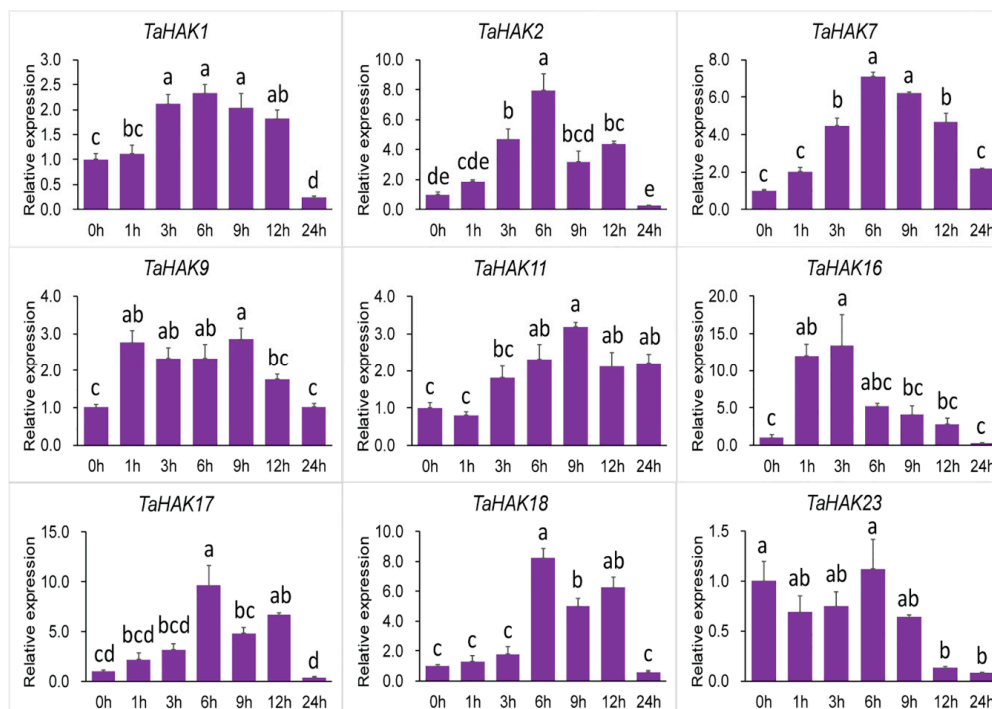 TaHAK1
Relative expression
3.0
2.5
2.0
1.5
1.0
0.5
0.0
c bc a a a ab d
0h 1h 3h 6h 9h 12h 24h
TaHAK2
Relative expression
10.0
8.0
6.0
4.0
2.0
0.0
de cde b a bcd bc e
0h 1h 3h 6h 9h 12h 24h
TaHAK7
Relative expression
8.0
6.0
4.0
2.0
0.0
c c b a a b c
0h 1h 3h 6h 9h 12h 24h
TaHAK9
Relative expression
4.0
3.0
2.0
1.0
0.0
c ab ab ab a bc c
0h 1h 3h 6h 9h 12h 24h
TaHAK11
Relative expression
4.0
3.0
2.0
1.0
0.0
c c bc ab a ab ab
0h 1h 3h 6h 9h 12h 24h
TaHAK16
Relative expression
20.0
15.0
10.0
5.0
0.0
c ab a abc bc bc c
0h 1h 3h 6h 9h 12h 24h
TaHAK17
Relative expression
15.0
10.0
5.0
0.0
cd bcd bcd a bc ab d
0h 1h 3h 6h 9h 12h 24h
TaHAK18
Relative expression
10.0
8.0
6.0
4.0
2.0
0.0
c c c a b ab c
0h 1h 3h 6h 9h 12h 24h
TaHAK23
Relative expression
1.5
1.0
0.5
0.0
a ab ab a ab b b
0h 1h 3h 6h 9h 12h 24h